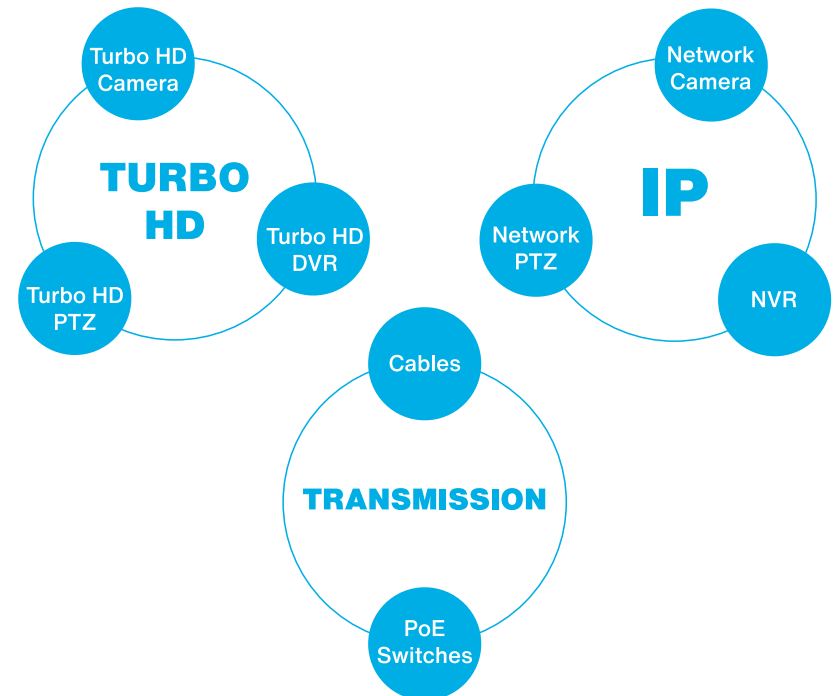 Turbo HD
Camera
TURBO
HD
Turbo HD
DVR
Turbo HD
PTZ
Network
Camera
IP
Network
PTZ
NVR
Cables
TRANSMISSION
PoE
Switches